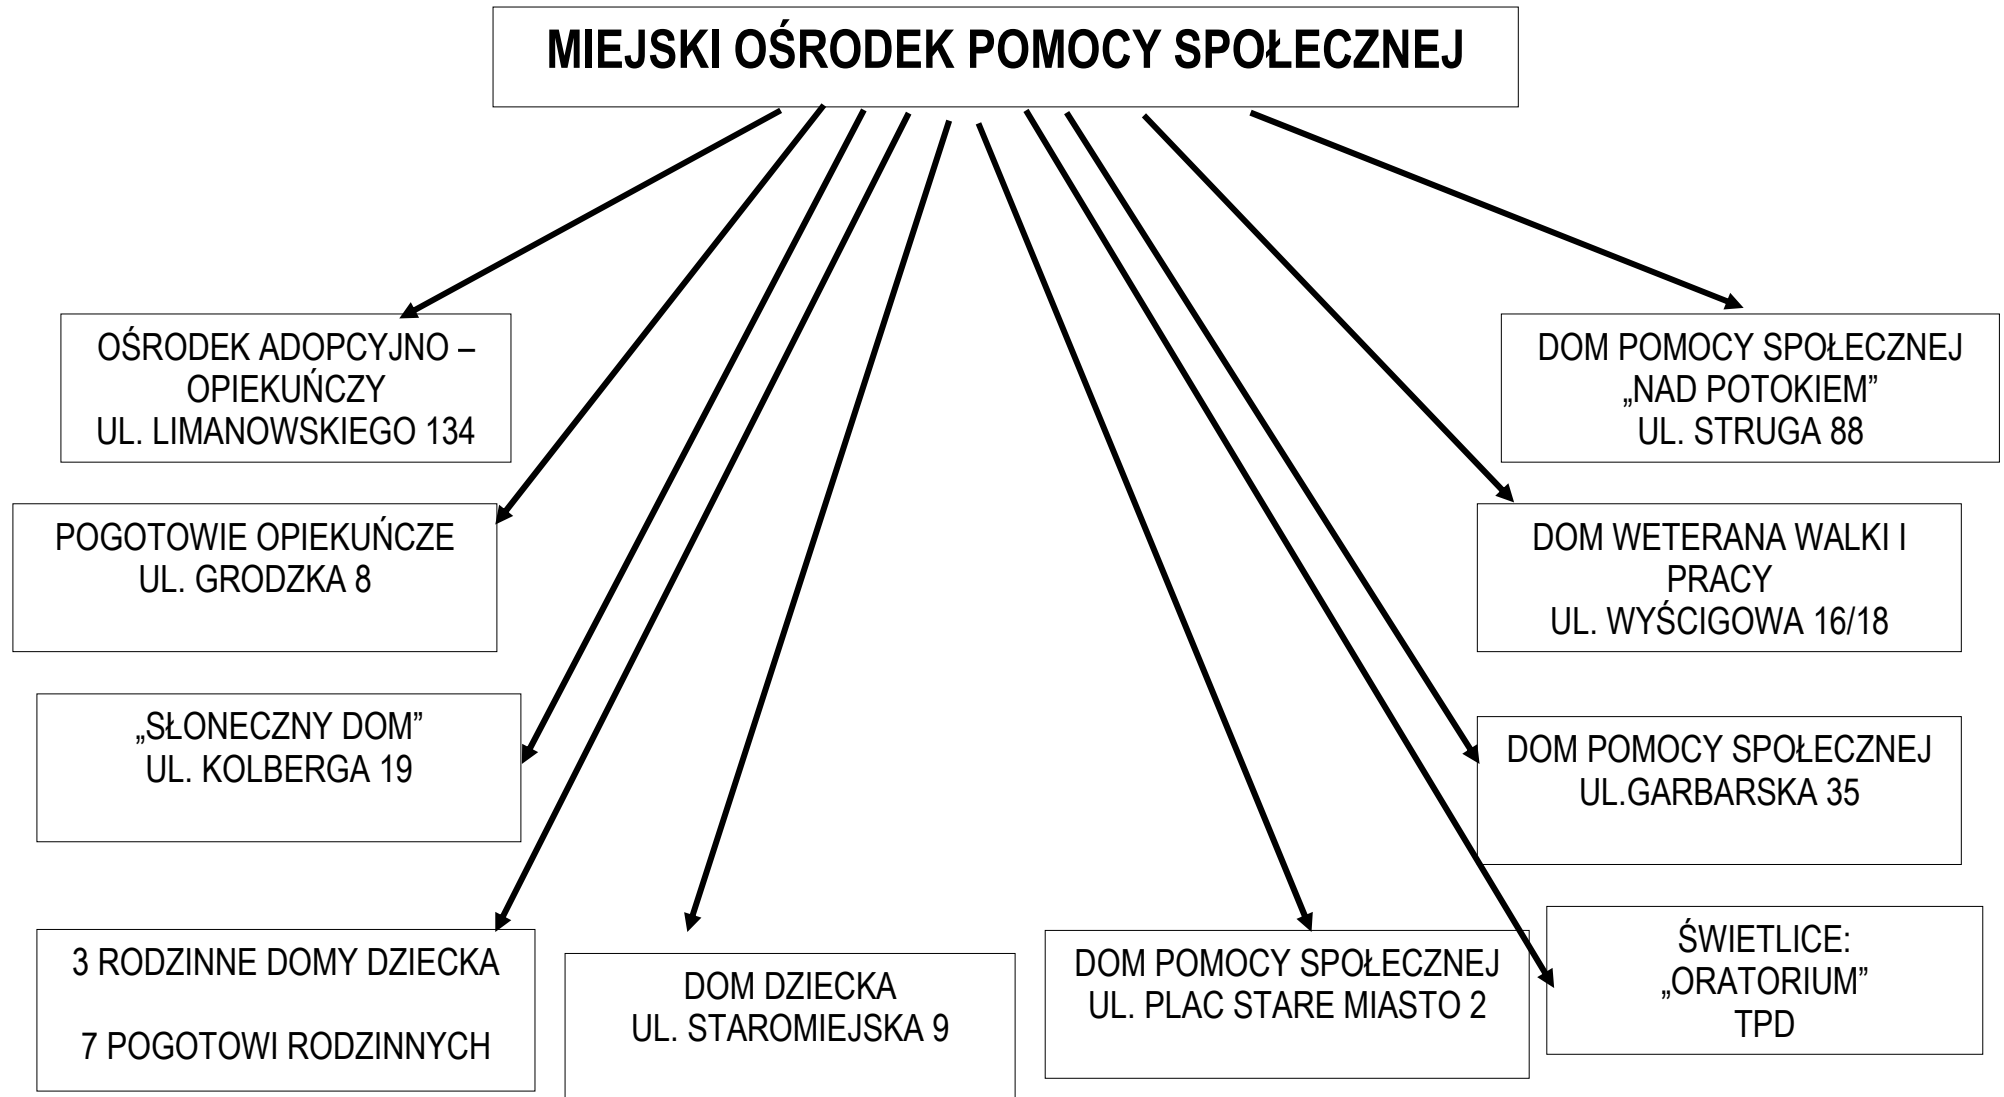 MIEJSKI OŚRODEK POMOCY SPOŁECZNEJ
OŚRODEK ADOPCYJNO –
OPIEKUŃCZY
UL. LIMANOWSKIEGO 134
DOM POMOCY SPOŁECZNEJ
„NAD POTOKIEM”
UL. STRUGA 88
POGOTOWIE OPIEKUŃCZE
UL. GRODZKA 8
DOM WETERANA WALKI I
PRACY
UL. WYŚCIGOWA 16/18
„SŁONECZNY DOM”
UL. KOLBERGA 19
DOM POMOCY SPOŁECZNEJ
UL.GARBARSKA 35
3 RODZINNE DOMY DZIECKA
7 POGOTOWI RODZINNYCH
DOM DZIECKA
UL. STAROMIEJSKA 9
DOM POMOCY SPOŁECZNEJ
UL. PLAC STARE MIASTO 2
ŚWIETLICE:
„ORATORIUM”
TPD